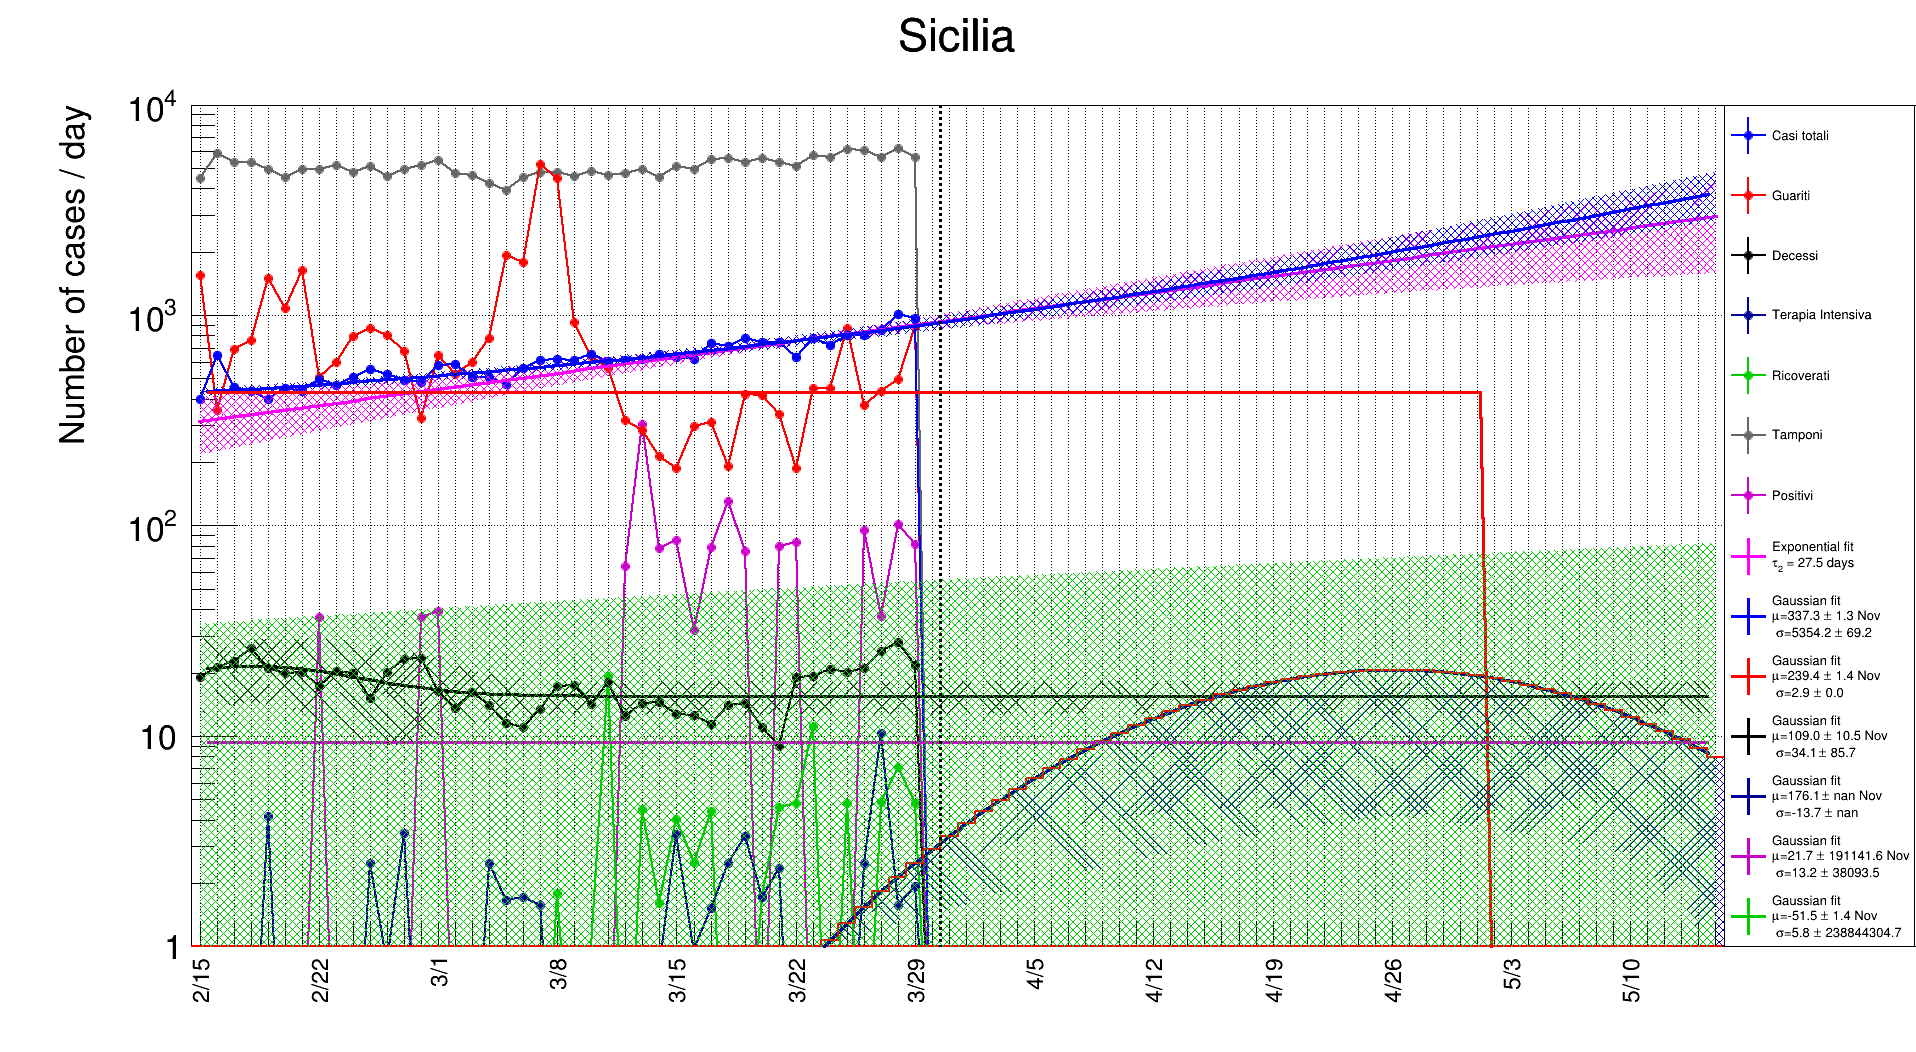 Sicilia
Number of cases / day
10^4
10^3
10^2
10
1
2/15
2/22
3/1
3/8
3/15
3/22
3/29
4/5
4/12
4/19
4/26
5/3
5/10
Casi totali
Guariti
Decessi
Terapia Intensiva
Ricoverati
Tamponi
Positivi
Exponential fit
τ₂ = 27.5 days
Gaussian fit
μ=337.3 ± 1.3 Nov
σ=5354.2 ± 69.2
Gaussian fit
μ=239.4 ± 1.4 Nov
σ=2.9 ± 0.0
Gaussian fit
μ=109.0 ± 10.5 Nov
σ=34.1 ± 85.7
Gaussian fit
μ=176.1 ± nan Nov
σ=-13.7 ± nan
Gaussian fit
μ=21.7 ± 191141.6 Nov
σ=13.2 ± 38093.5
Gaussian fit
μ=-51.5 ± 1.4 Nov
σ=5.8 ± 238844304.7